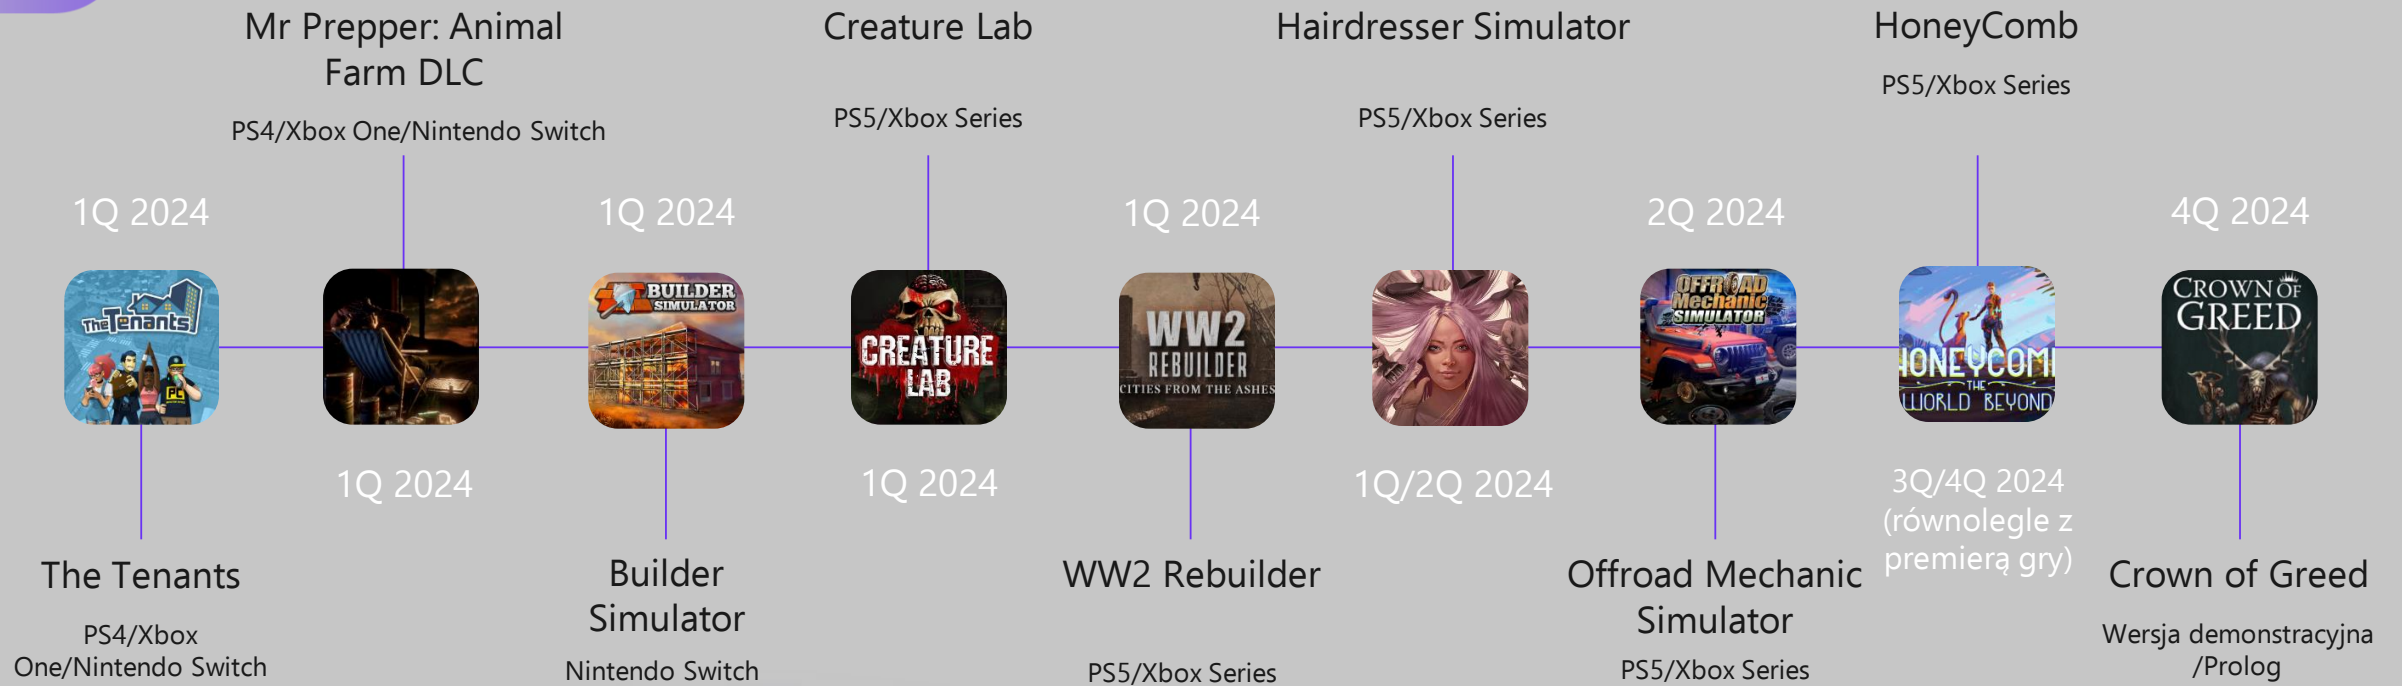 Mr Prepper: Animal
Farm DLC
PS4/Xbox One/Nintendo Switch
Creature Lab
PS5/Xbox Series
Hairdresser Simulator
PS5/Xbox Series
HoneyComb
PS5/Xbox Series
1Q 2024
1Q 2024
1Q 2024
2Q 2024
4Q 2024
The Tenants
BUILDER
SIMULATOR
CREATURE
LAB
WW2
REBUILDER
CITIES FROM THE ASHES
OFFROAD
Mechanic
SIMULATOR
HONEYCOMB
THE
WORLD BEYOND
CROWN OF
GREED
1Q 2024
1Q 2024
1Q/2Q 2024
3Q/4Q 2024
(równolegle z
premierą gry)
The Tenants
PS4/Xbox
One/Nintendo Switch
Builder
Simulator
Nintendo Switch
WW2 Rebuilder
PS5/Xbox Series
Offroad Mechanic
Simulator
PS5/Xbox Series
Crown of Greed
Wersja demonstracyjna
/Prolog